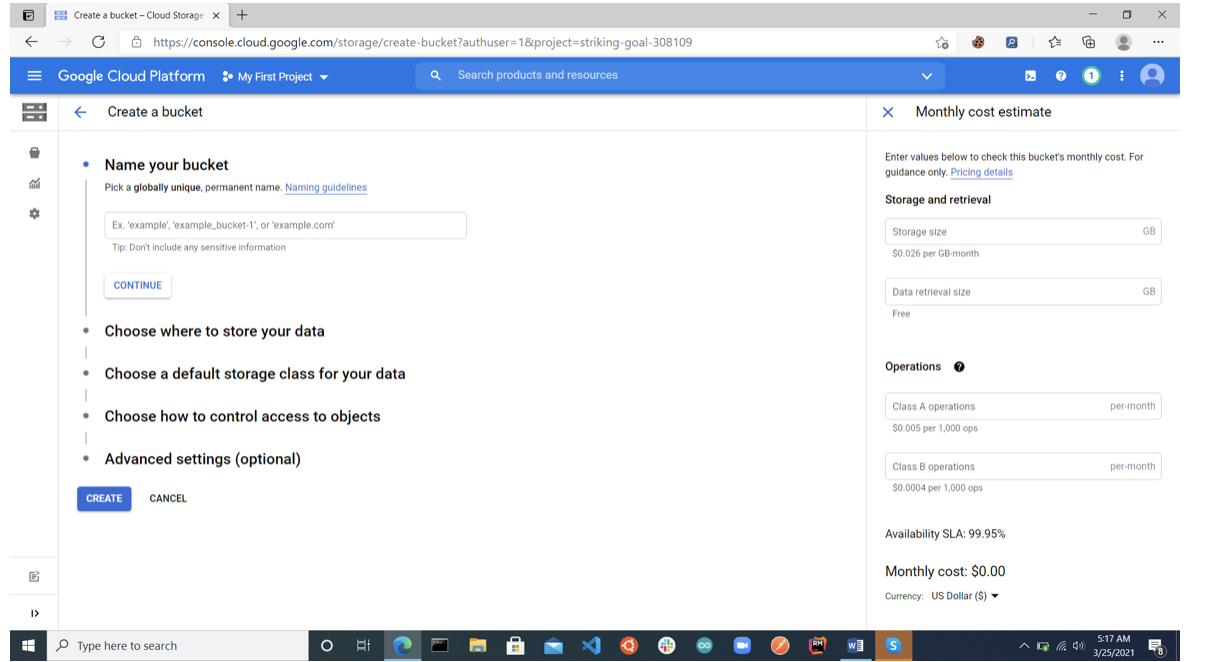 Create a bucket – Cloud Storage
https://console.cloud.google.com/storage/create-bucket?authuser=1&project=striking-goal-308109
Google Cloud Platform My First Project Search products and resources 1
Create a bucket
Name your bucket
Pick a globally unique, permanent name. Naming guidelines
Ex. 'example', 'example_bucket-1', or 'example.com'
Tip: Don't include any sensitive information
CONTINUE
Choose where to store your data
Choose a default storage class for your data
Choose how to control access to objects
Advanced settings (optional)
CREATE CANCEL
Monthly cost estimate
Enter values below to check this bucket's monthly cost. For
guidance only. Pricing details
Storage and retrieval
Storage size GB
$0.026 per GB-month
Data retrieval size GB
Free
Operations
Class A operations per-month
$0.005 per 1,000 ops
Class B operations per-month
$0.0004 per 1,000 ops
Availability SLA: 99.95%
Monthly cost: $0.00
Currency: US Dollar ($)
Type here to search
RM
W
S
5:17 AM
3/25/2021
8